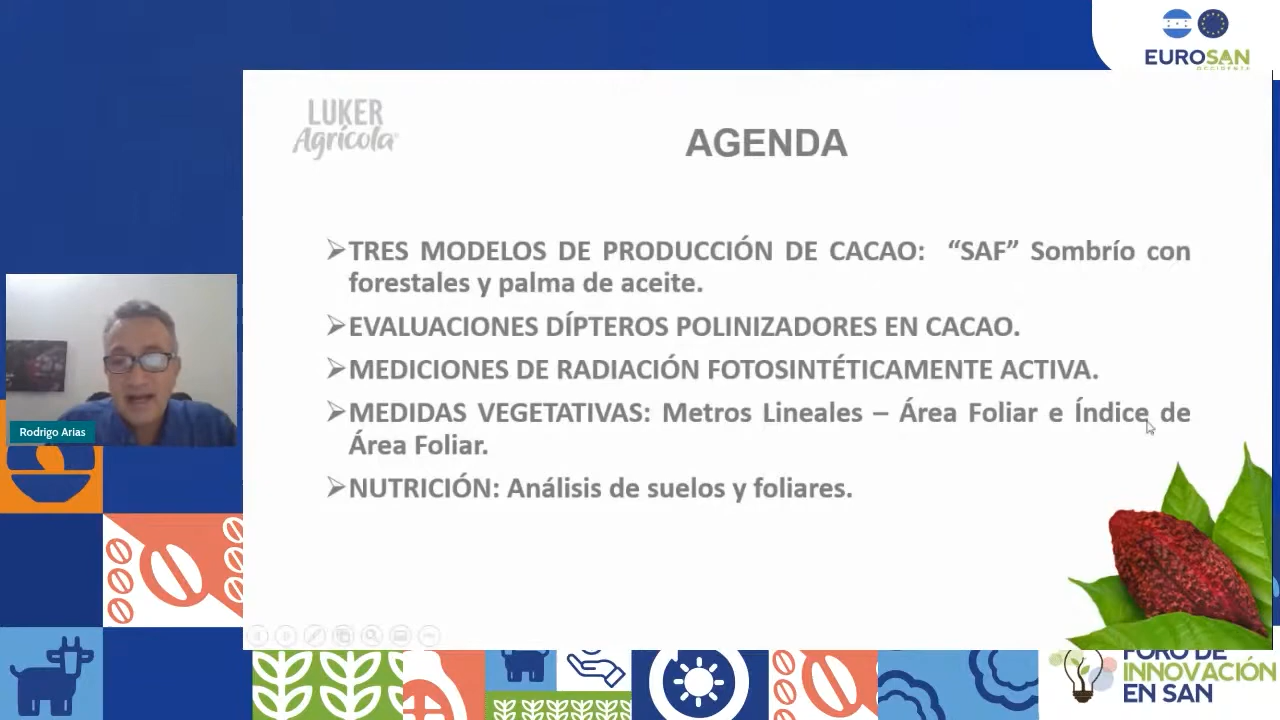 EUROSAN
OCCIDENTE
LUKER
Agrícola
AGENDA
➢TRES MODELOS DE PRODUCCIÓN DE CACAO: “SAF” Sombrío con
forestales y palma de aceite.
➢EVALUACIONES DÍPTEROS POLINIZADORES EN CACAO.
➢MEDICIONES DE RADIACIÓN FOTOSINTÉTICAMENTE ACTIVA.
➢MEDIDAS VEGETATIVAS: Metros Lineales – Área Foliar e Índice de
Área Foliar.
➢NUTRICIÓN: Análisis de suelos y foliares.
Rodrigo Arias
FORO DE
INNOVACIÓN
EN SAN